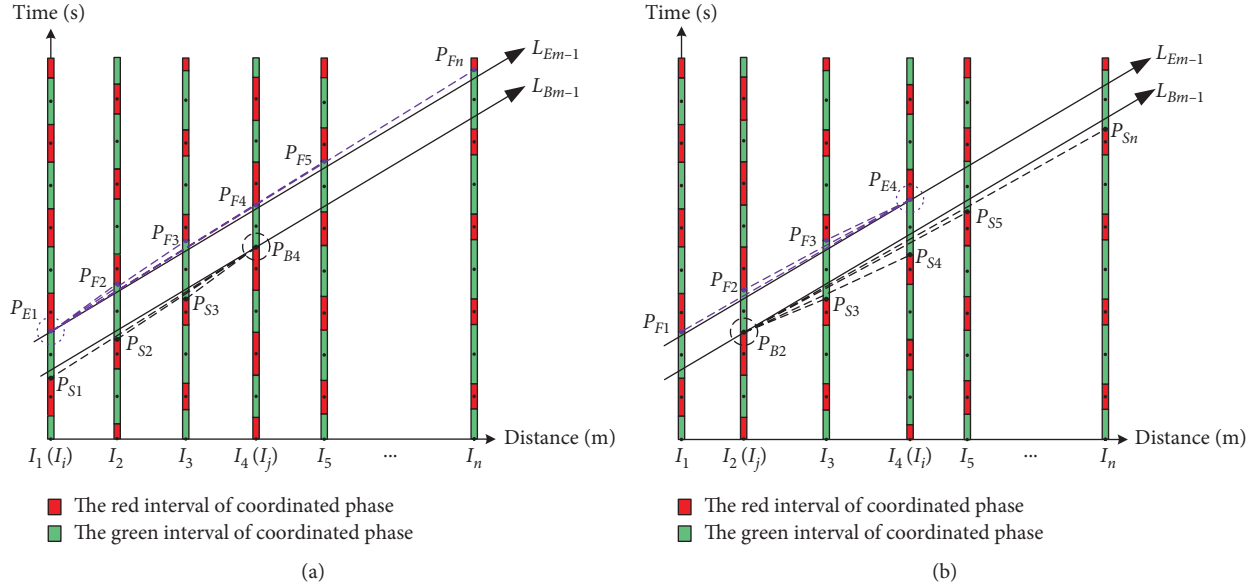 Time (s)
P_{Fn}
L_{Em–1}
L_{Bm–1}
P_{F5}
P_{F4}
P_{F3}
P_{B4}
P_{F2}
P_{S3}
P_{E1}
P_{S2}
P_{S1}
Distance (m)
I_1 (I_i) I_2 I_3 I_4 (I_j) I_5 ... I_n
The red interval of coordinated phase
The green interval of coordinated phase
(a)
Time (s)
L_{Em–1}
L_{Bm–1}
P_{Sn}
P_{E4}
P_{S5}
P_{F3}
P_{S4}
P_{F2}
P_{S3}
P_{F1}
P_{B2}
Distance (m)
I_1 I_2 (I_j) I_3 I_4 (I_i) I_5 ... I_n
The red interval of coordinated phase
The green interval of coordinated phase
(b)